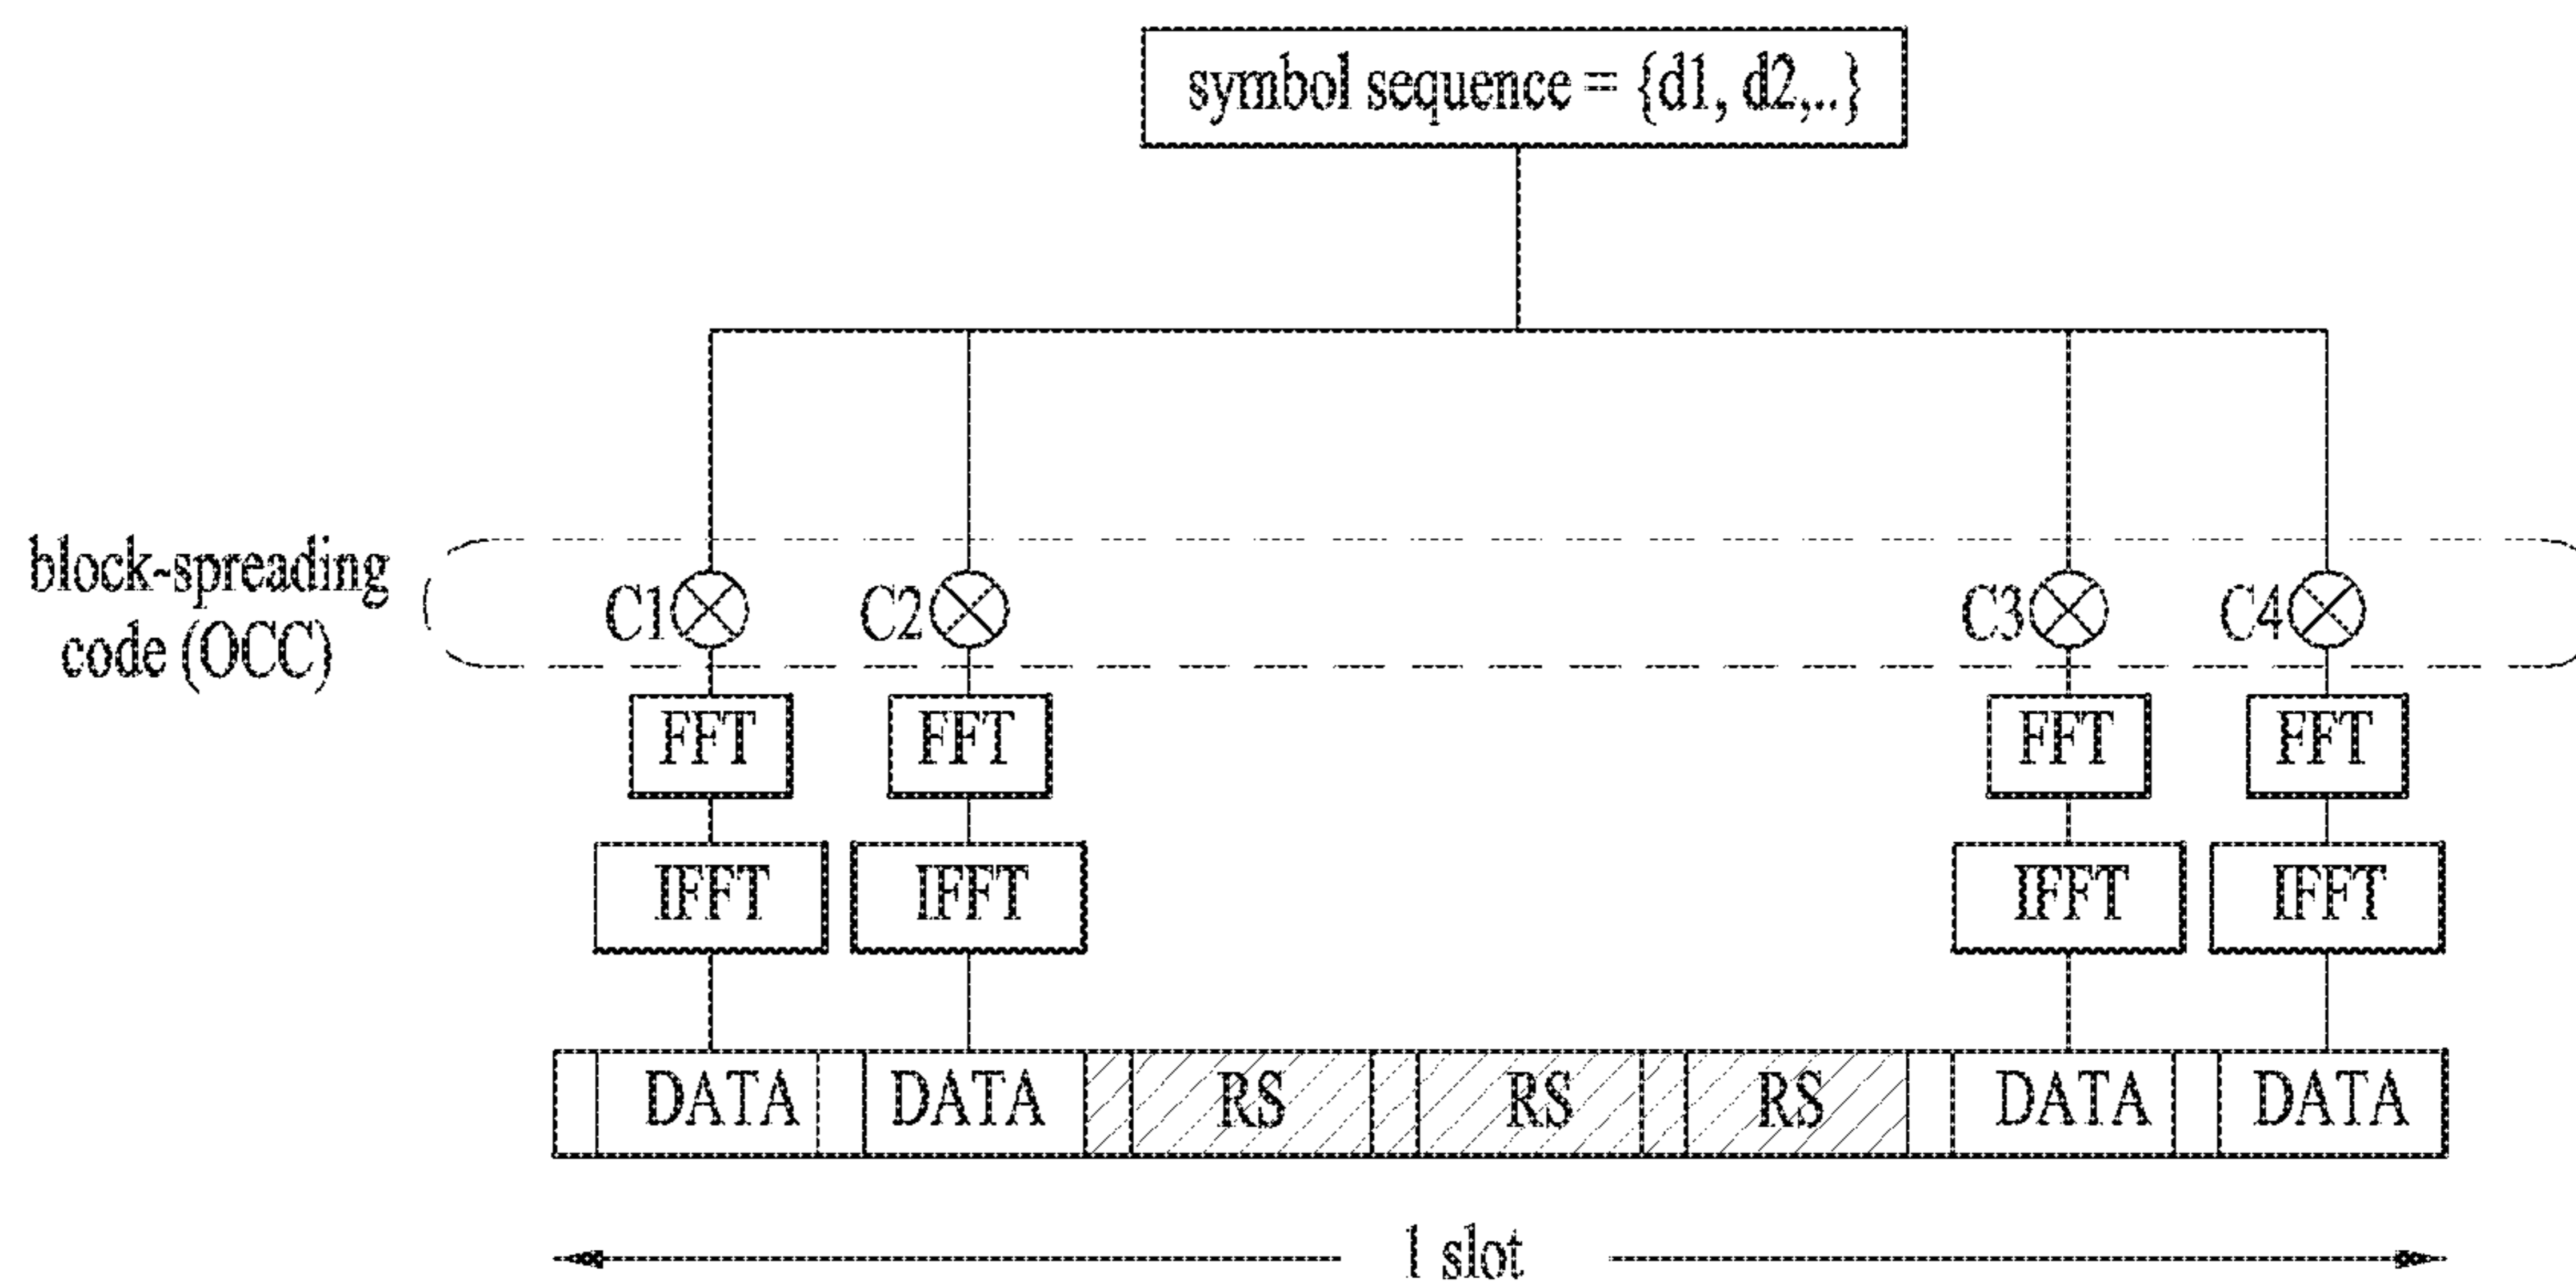 symbol sequence = {d1, d2,..}
block-spreading
code (OCC)
C1 C2 C3 C4
FFT FFT FFT FFT
IFFT IFFT IFFT IFFT
DATA DATA RS RS RS DATA DATA
1 slot